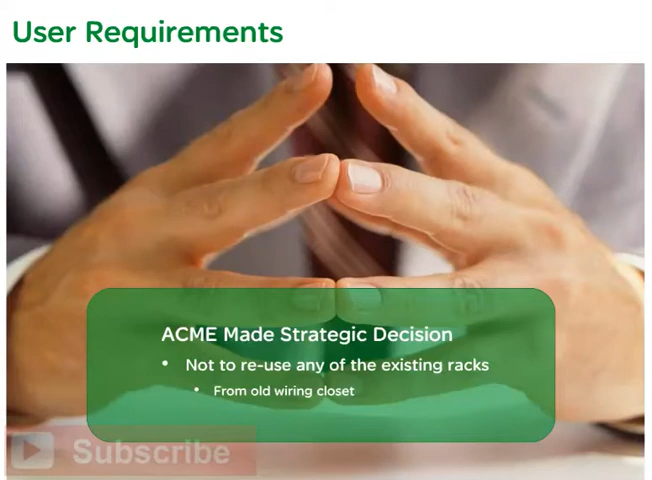 User Requirements
ACME Made Strategic Decision
• Not to re-use any of the existing racks
• From old wiring closet
Subscribe